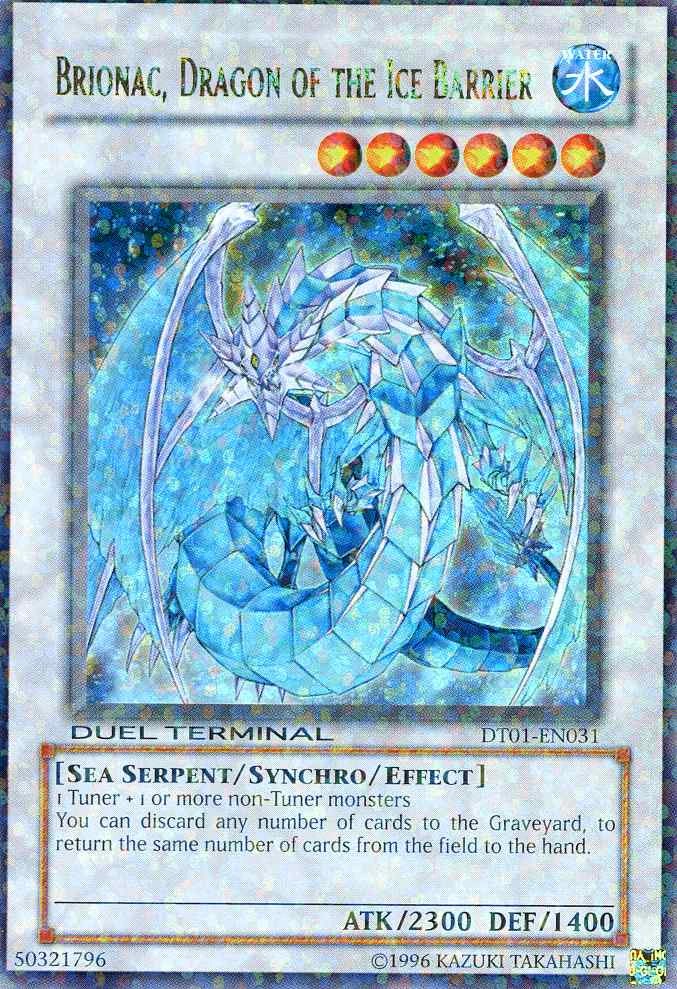 BRIONAC, DRAGON OF THE ICE BARRIER
WATER
水
DUEL TERMINAL
DT01-EN031
[SEA SERPENT/SYNCHRO/EFFECT]
1 Tuner + 1 or more non-Tuner monsters
You can discard any number of cards to the Graveyard, to
return the same number of cards from the field to the hand.
ATK/2300 DEF/1400
50321796
©1996 KAZUKI TAKAHASHI